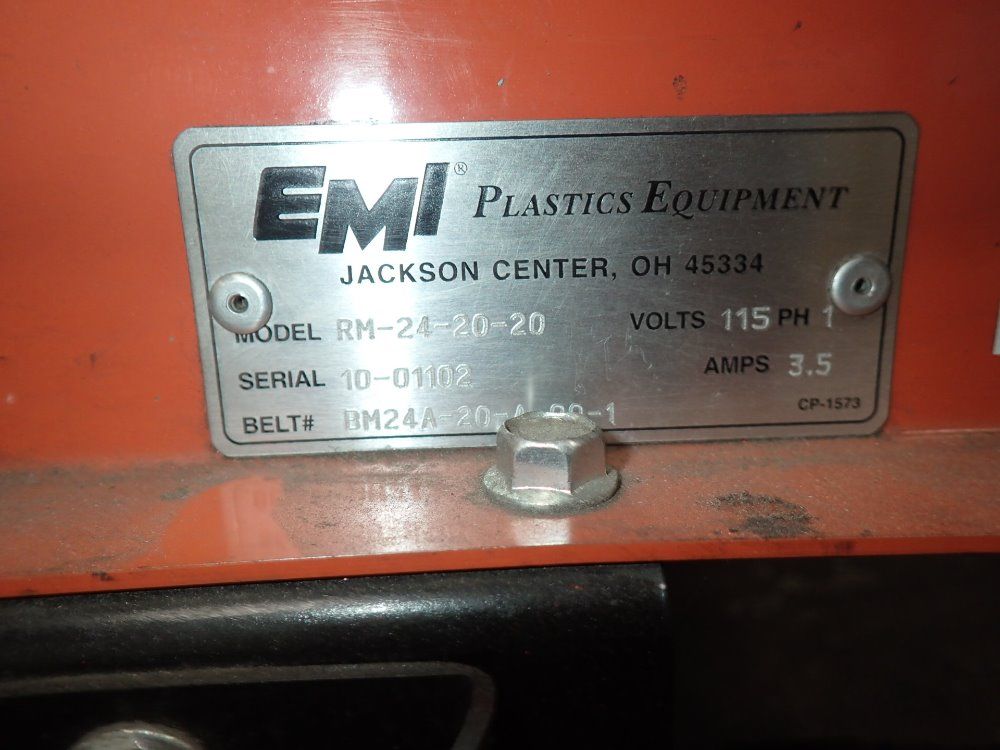 EMI® PLASTICS EQUIPMENT
JACKSON CENTER, OH 45334
MODEL RM-24-20-20 VOLTS 115 PH 1
SERIAL 10-01102 AMPS 3.5
BELT#
CP-1573